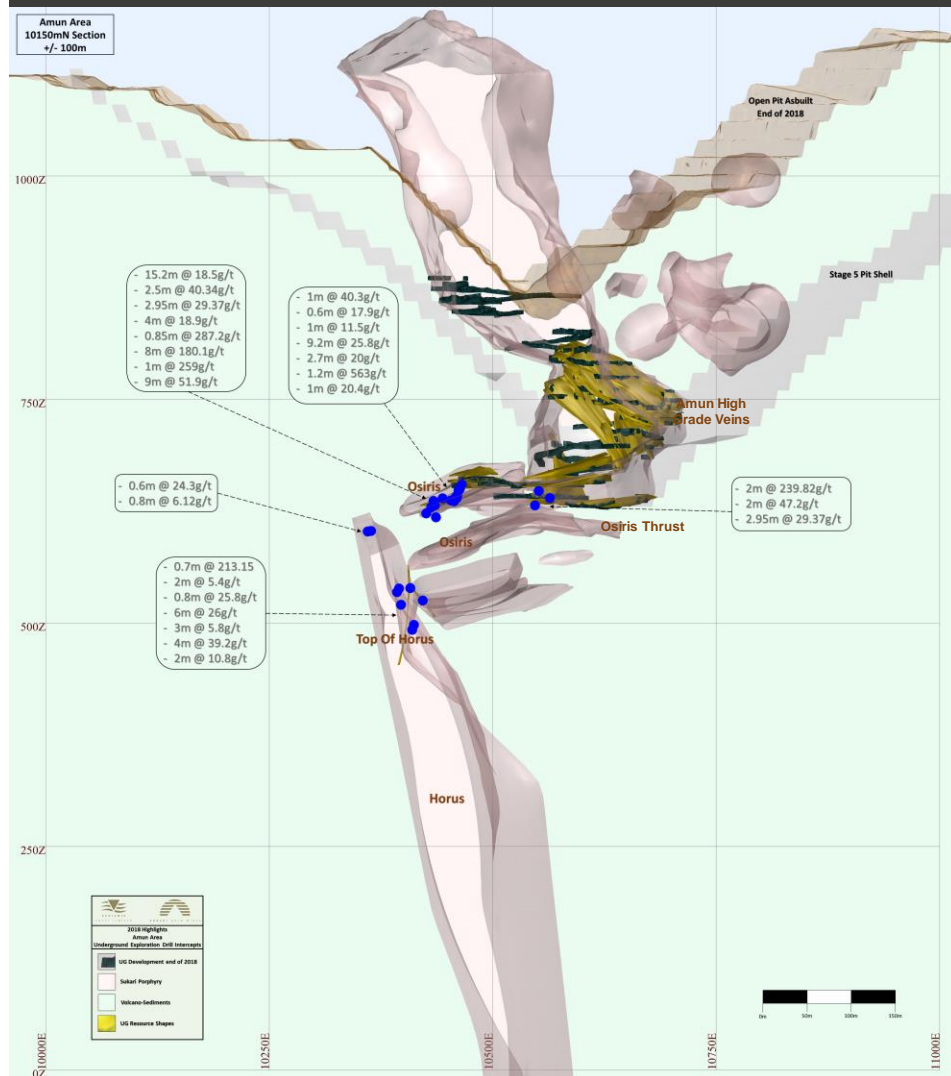 Amun Area
10150mN Section
+/- 100m
Open Pit Asbuilt
End of 2018
1000Z
Stage 5 Pit Shell
- 15.2m @ 18.5g/t
- 2.5m @ 40.34g/t
- 2.95m @ 29.37g/t
- 4m @ 18.9g/t
- 0.85m @ 287.2g/t
- 8m @ 180.1g/t
- 1m @ 259g/t
- 9m @ 51.9g/t
- 1m @ 40.3g/t
- 0.6m @ 17.9g/t
- 1m @ 11.5g/t
- 9.2m @ 25.8g/t
- 2.7m @ 20g/t
- 1.2m @ 563g/t
- 1m @ 20.4g/t
750Z
Amun High
Grade Veins
- 0.6m @ 24.3g/t
- 0.8m @ 6.12g/t
Osiris
- 2m @ 239.82g/t
- 2m @ 47.2g/t
- 2.95m @ 29.37g/t
Osiris Thrust
Osiris
- 0.7m @ 213.15
- 2m @ 5.4g/t
- 0.8m @ 25.8g/t
- 6m @ 26g/t
- 3m @ 5.8g/t
- 4m @ 39.2g/t
- 2m @ 10.8g/t
500Z
Top Of Horus
Horus
250Z
2018 Highlights
Amun Area
Underground Exploration Drill Intercepts
UG Development end of 2018
Sukari Porphyry
Volcano-Sediments
UG Resource Shapes
0m
50m
100m
150m
0Z
10000E
10250E
10500E
10750E
11000E